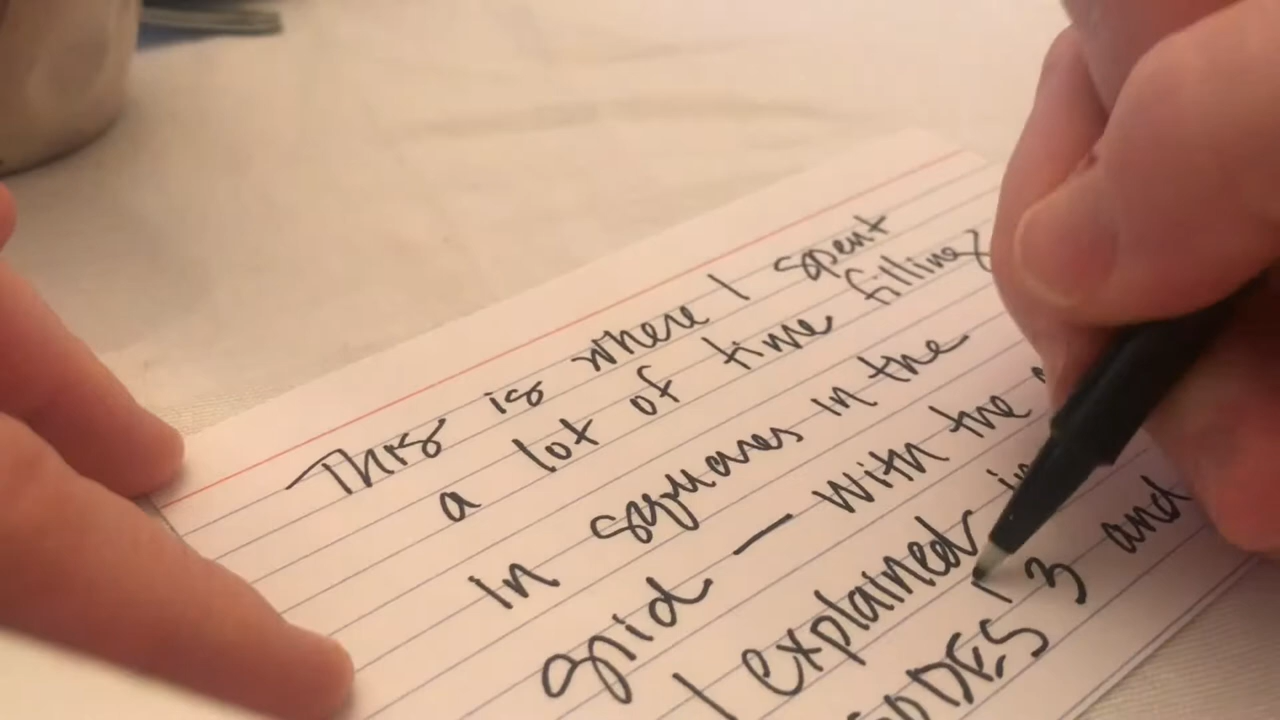 This is where I spent
a lot of time filling
in squares in the
grid — with the
I explained in
1, 3 and